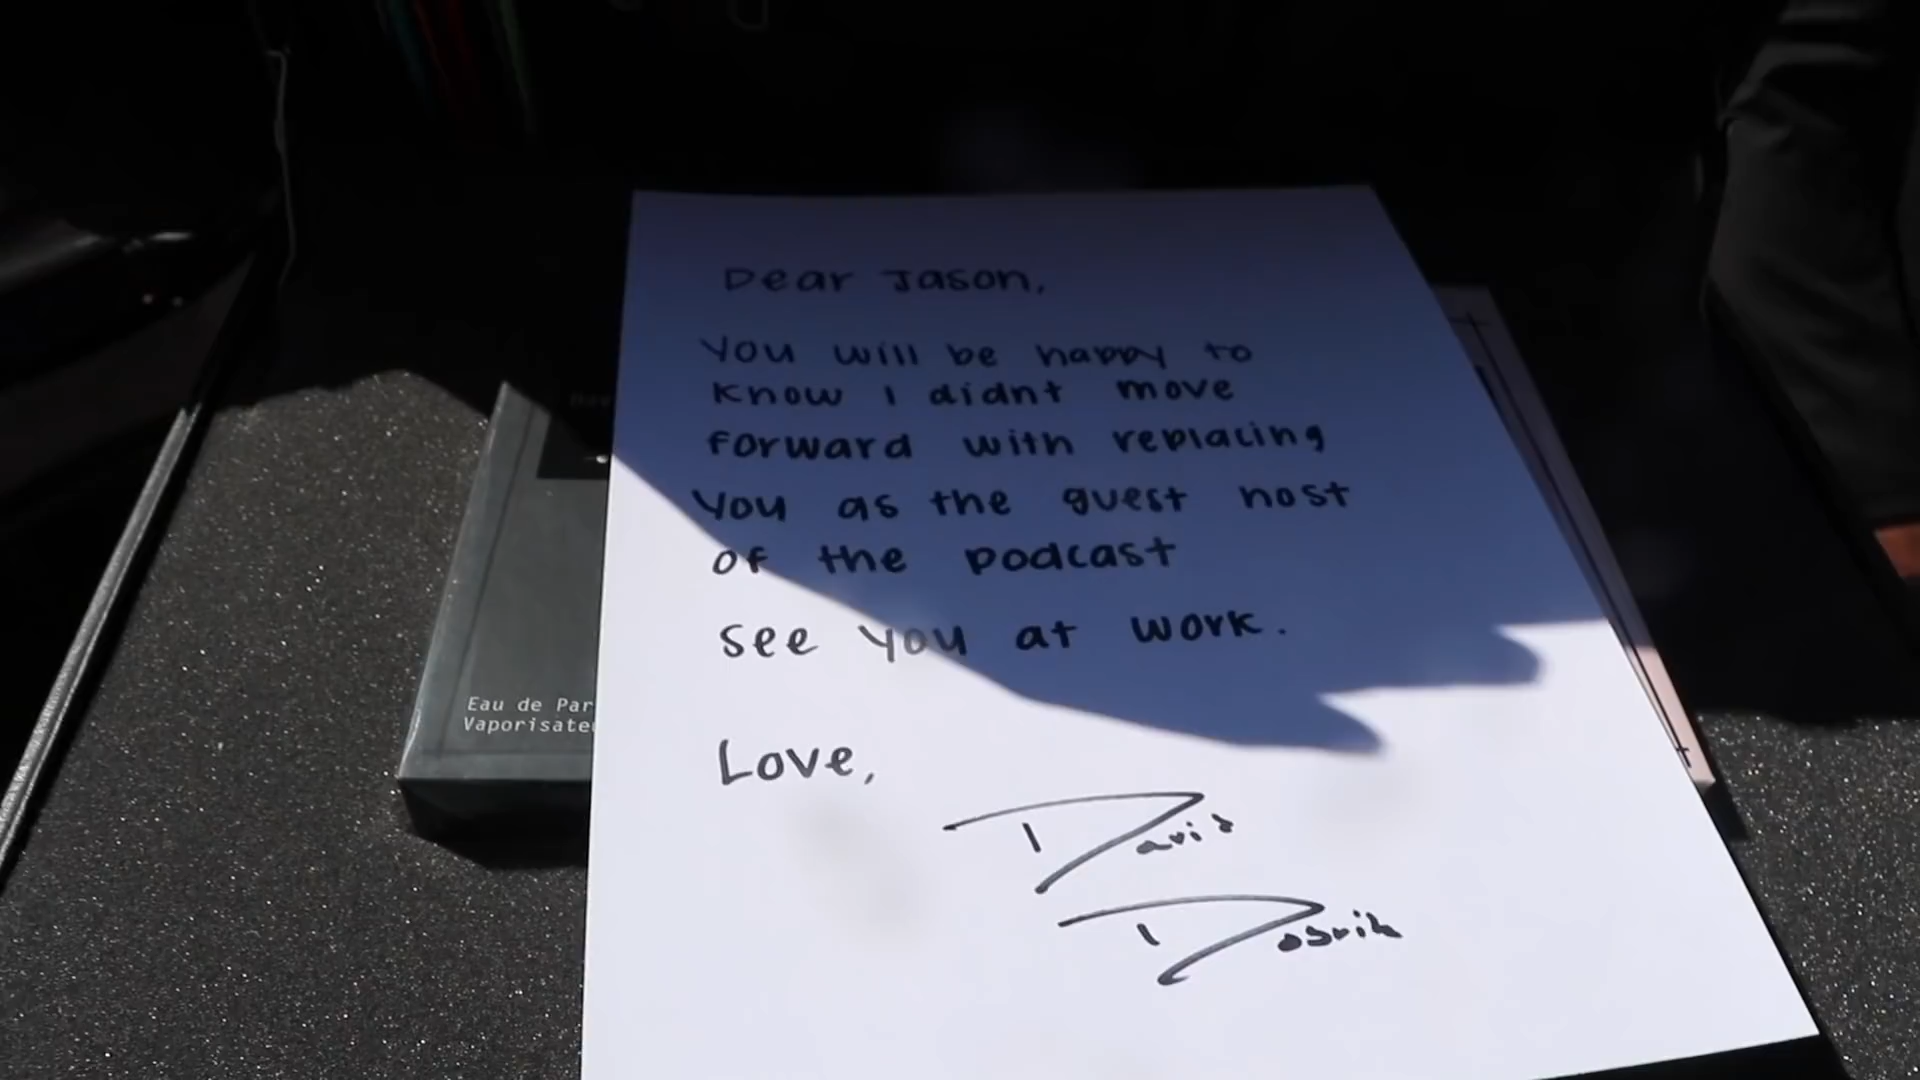 Dear Jason,
You will be happy to
know I didnt move
forward with replacing
you as the guest host
of the podcast
see you at work.
Love,
David
Dobrik
Eau de Par
Vaporisate